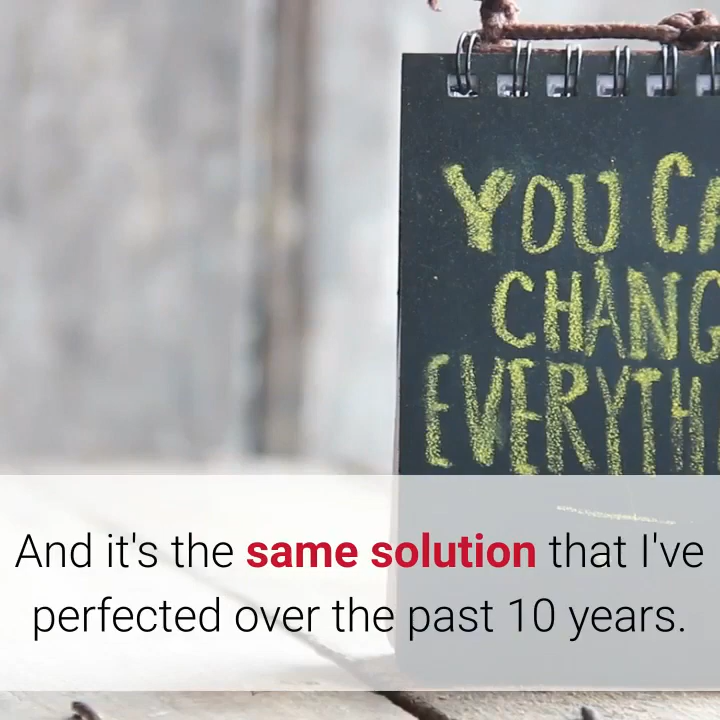 YOU CA
CHANG
EVERYTH
And it's the same solution that I've
perfected over the past 10 years.